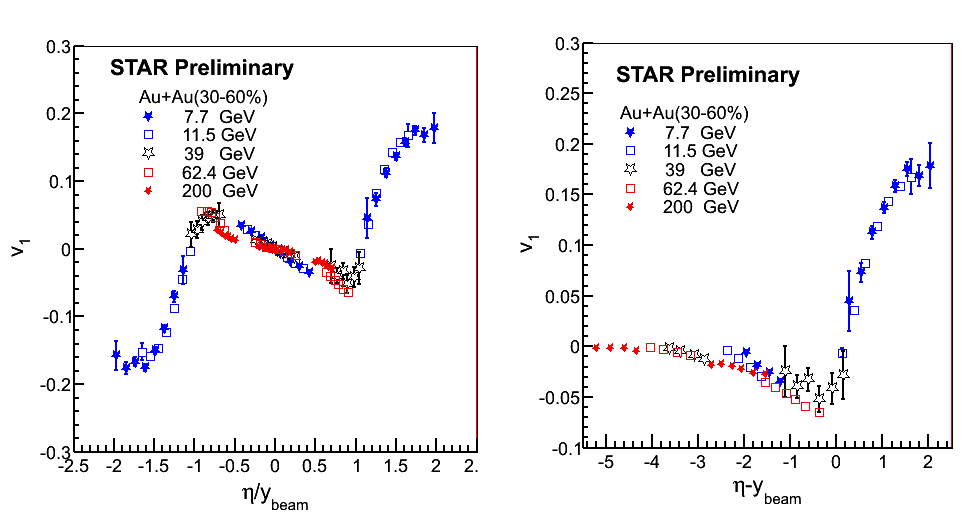 0.3
0.2
0.1
0
-0.1
-0.2
-0.3
v1
STAR Preliminary
Au+Au(30-60%)
7.7 GeV
11.5 GeV
39 GeV
62.4 GeV
200 GeV
-2.5 -2 -1.5 -1 -0.5 0 0.5 1 1.5 2 2.
η/ybeam
0.3
0.25
0.2
0.15
0.1
0.05
0
-0.05
-0.1
v1
STAR Preliminary
Au+Au(30-60%)
7.7 GeV
11.5 GeV
39 GeV
62.4 GeV
200 GeV
-5 -4 -3 -2 -1 0 1 2
η-ybeam